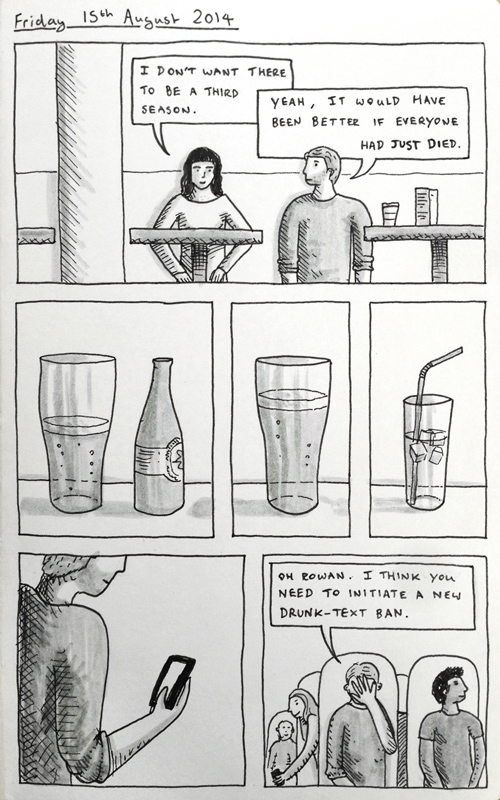 Friday 15th August 2014
I DON'T WANT THERE
TO BE A THIRD
SEASON.
YEAH, IT WOULD HAVE
BEEN BETTER IF EVERYONE
HAD JUST DIED.
OH ROWAN. I THINK YOU
NEED TO INITIATE A NEW
DRUNK-TEXT BAN.